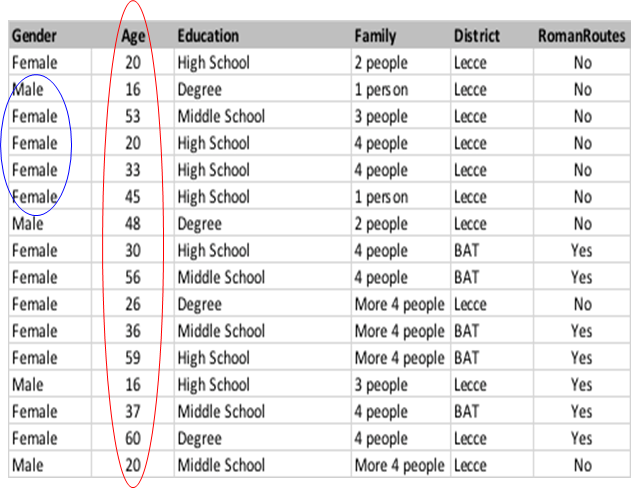 Gender Age Education Family District RomanRoutes
Female 20 High School 2 people Lecce No
Male 16 Degree 1 person Lecce No
Female 53 Middle School 3 people Lecce No
Female 20 High School 4 people Lecce No
Female 33 High School 4 people Lecce No
Female 45 High School 1 person Lecce No
Male 48 Degree 2 people Lecce No
Female 30 High School 4 people BAT Yes
Female 56 Middle School 4 people BAT Yes
Female 26 Degree More 4 people Lecce No
Female 36 Middle School More 4 people BAT Yes
Female 59 High School More 4 people BAT Yes
Male 16 High School 3 people Lecce Yes
Female 37 Middle School 4 people BAT Yes
Female 60 Degree 4 people Lecce Yes
Male 20 Middle School More 4 people Lecce No